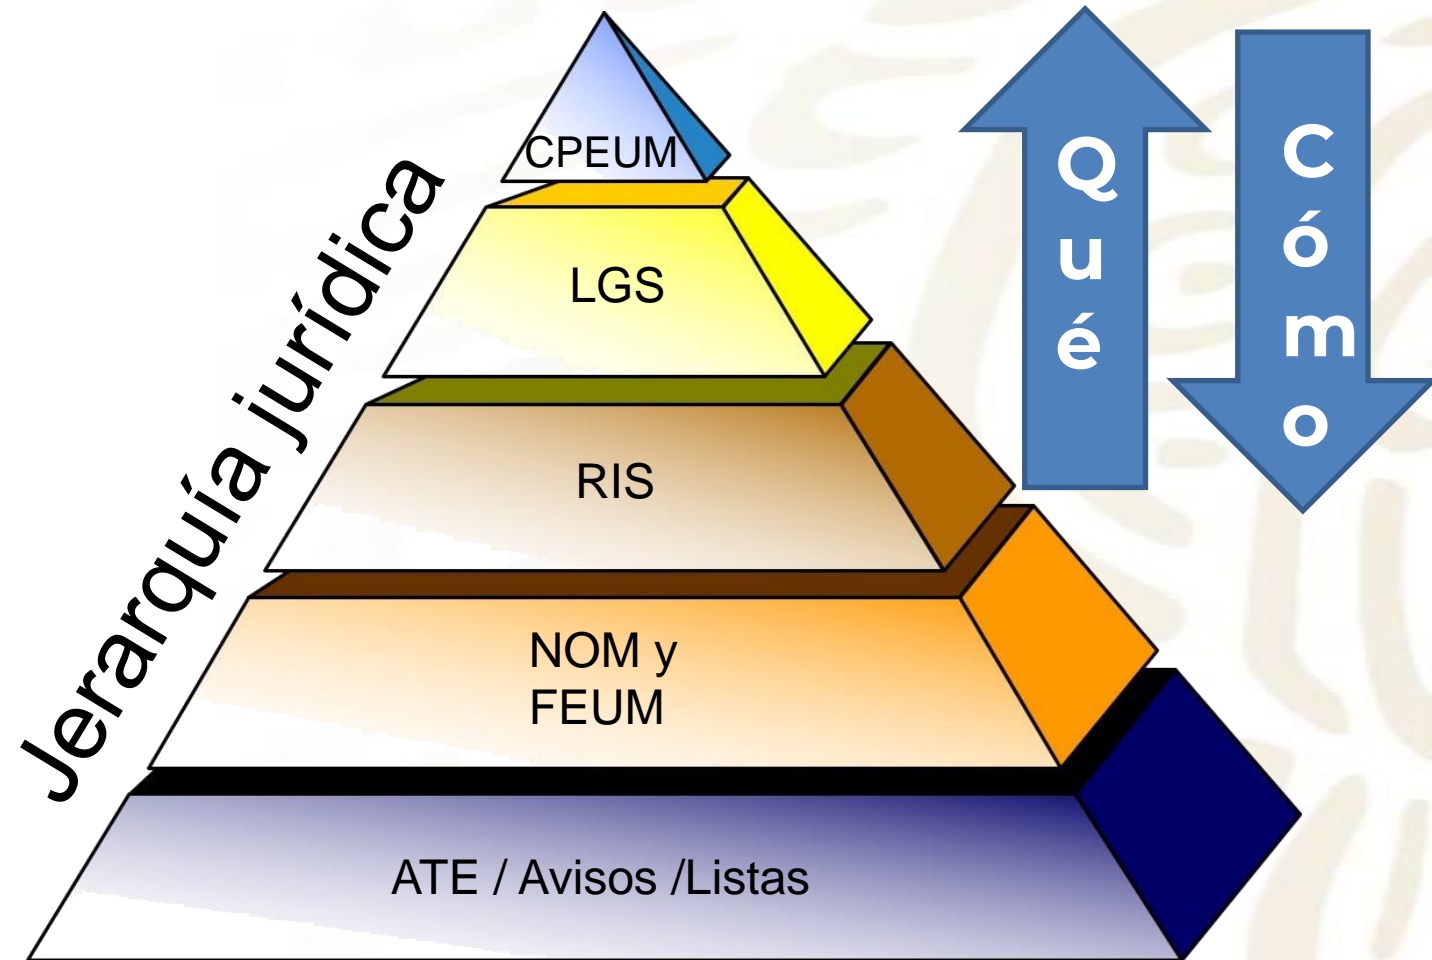 Jerarquía jurídica
CPEUM
LGS
RIS
NOM y
FEUM
ATE / Avisos /Listas
Qué
Cómo